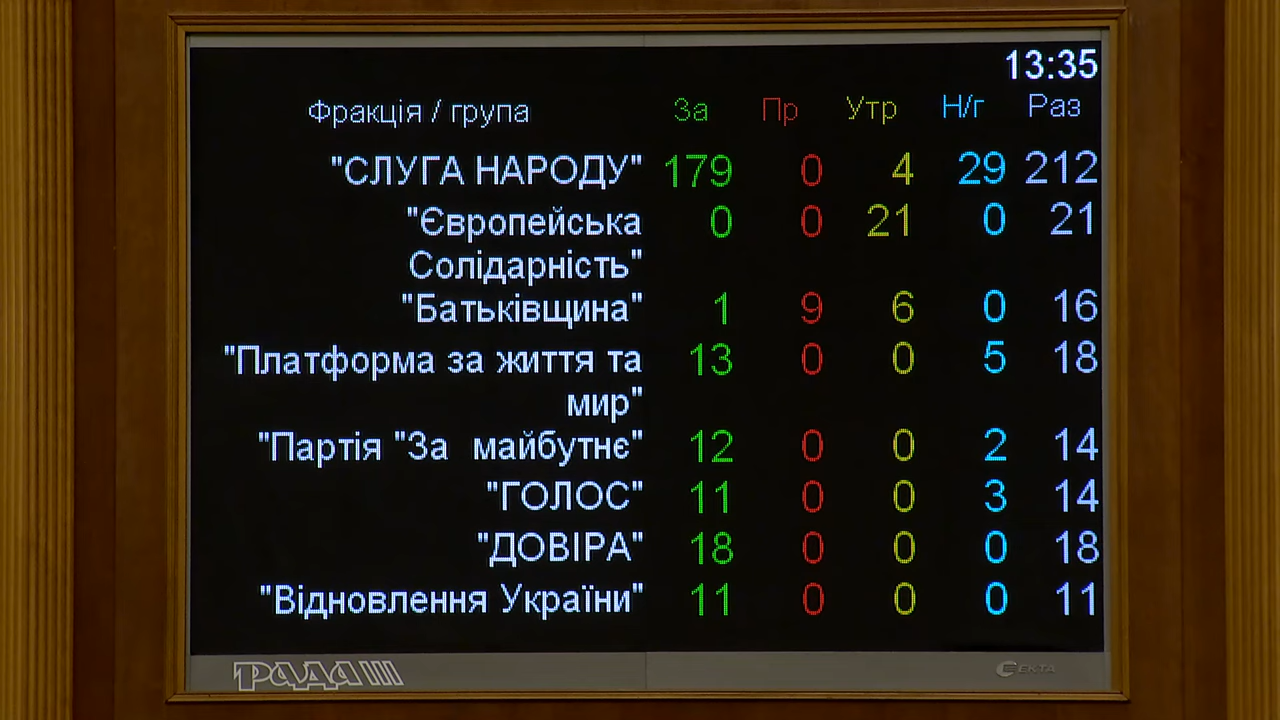 13:35
Фракція / група За Пр Утр Н/г Раз
"СЛУГА НАРОДУ" 179 0 4 29 212
"Європейська 0 0 21 0 21
Солідарність"
"Батьківщина" 1 9 6 0 16
"Платформа за життя та 13 0 0 5 18
мир"
"Партія "За майбутнє" 12 0 0 2 14
"ГОЛОС" 11 0 0 3 14
"ДОВІРА" 18 0 0 0 18
"Відновлення України" 11 0 0 0 11
РАДА III
ЕКТА